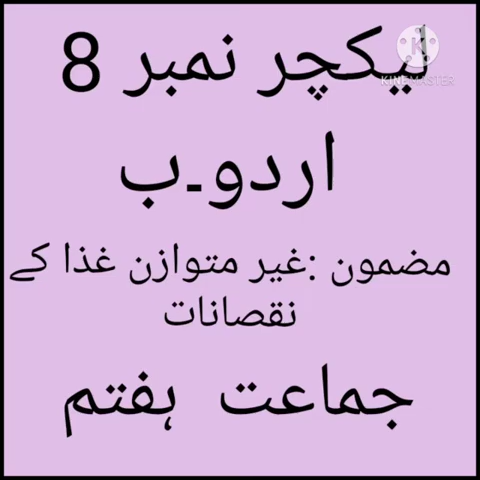 لیکچر نمبر 8
KINEMASTER
اردو۔ب
مضمون :غیر متوازن غذا کے
نقصانات
جماعت ہفتم